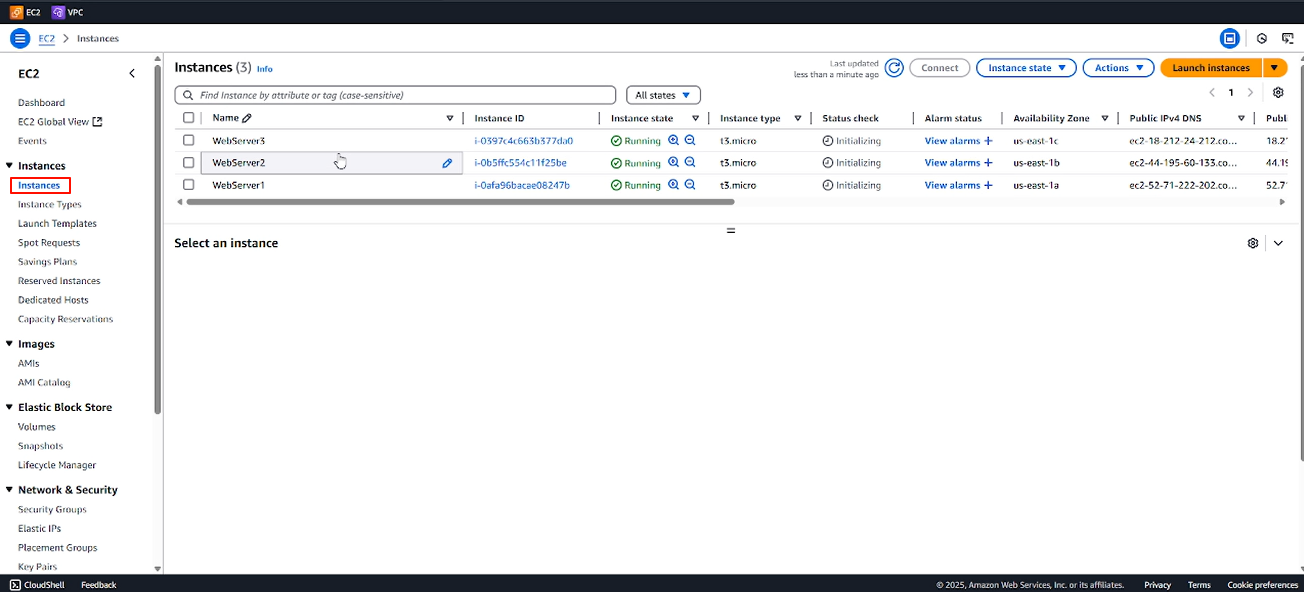 EC2 VPC
EC2 > Instances
EC2
Dashboard
EC2 Global View
Events
Instances
Instances
Instance Types
Launch Templates
Spot Requests
Savings Plans
Reserved Instances
Dedicated Hosts
Capacity Reservations
Images
AMIs
AMI Catalog
Elastic Block Store
Volumes
Snapshots
Lifecycle Manager
Network & Security
Security Groups
Elastic IPs
Placement Groups
Key Pairs
Instances (3) Info
Last updated
less than a minute ago
Connect Instance state Actions Launch instances
Find Instance by attribute or tag (case-sensitive) All states 1
Name Instance ID Instance state Instance type Status check Alarm status Availability Zone Public IPv4 DNS Publ
WebServer3 i-0397c4c663b377da0 Running t3.micro Initializing View alarms + us-east-1c ec2-18-212-24-212.co... 18.21
WebServer2 i-0b5ffc554c11f25be Running t3.micro Initializing View alarms + us-east-1b ec2-44-195-60-133.co... 44.19
WebServer1 i-0afa96bacae08247b Running t3.micro Initializing View alarms + us-east-1a ec2-52-71-222-202.co... 52.7
Select an instance
CloudShell Feedback © 2025, Amazon Web Services, Inc. or its affiliates. Privacy Terms Cookie preferences